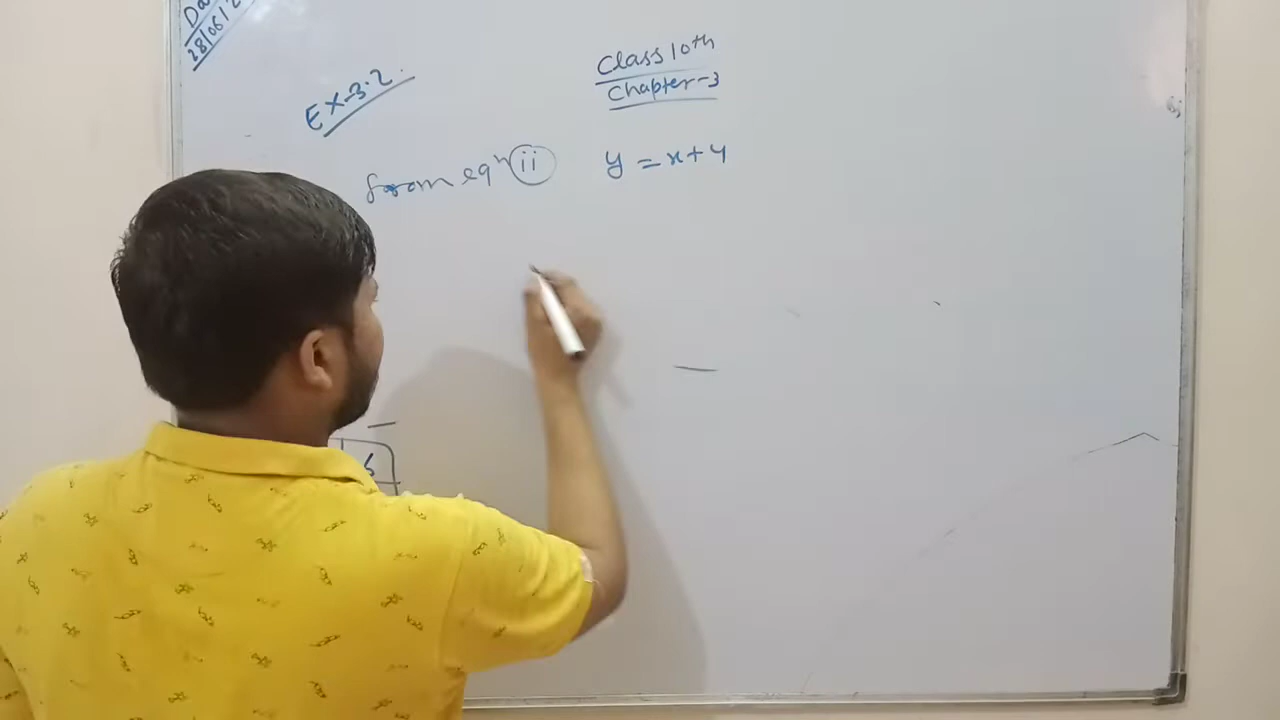 28/06/2
Class 10th
Chapter-3
Ex-3.2.
from eqn ii y = x + 4